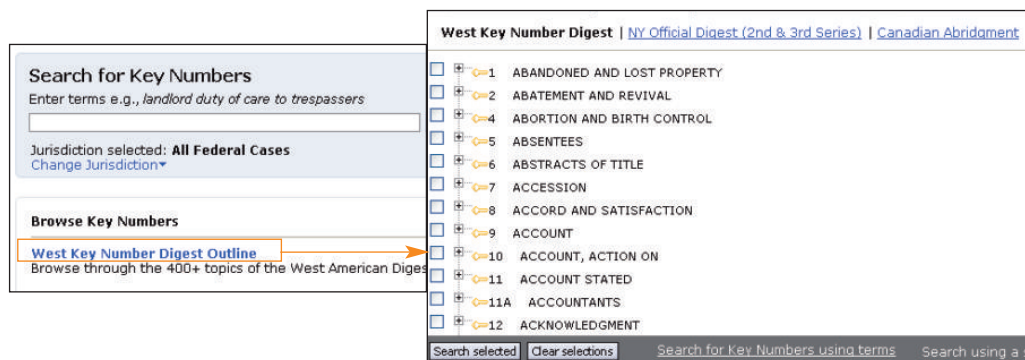 Search for Key Numbers
Enter terms e.g., landlord duty of care to trespassers
Jurisdiction selected: All Federal Cases
Change Jurisdiction
Browse Key Numbers
West Key Number Digest Outline
Browse through the 400+ topics of the West American Diges
West Key Number Digest | NY Official Digest (2nd & 3rd Series) | Canadian Abridgment
1 ABANDONED AND LOST PROPERTY
2 ABATEMENT AND REVIVAL
4 ABORTION AND BIRTH CONTROL
5 ABSENTEES
6 ABSTRACTS OF TITLE
7 ACCESSION
8 ACCORD AND SATISFACTION
9 ACCOUNT
10 ACCOUNT, ACTION ON
11 ACCOUNT STATED
11A ACCOUNTANTS
12 ACKNOWLEDGMENT
Search selected Clear selections Search for Key Numbers using terms Search using a